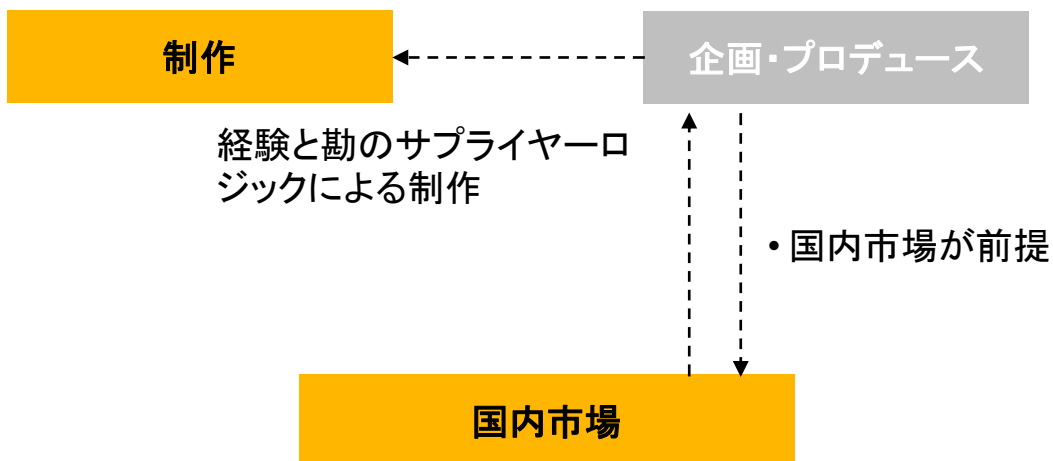 制作
企画・プロデュース
経験と勘のサプライヤーロ
ジックによる制作
• 国内市場が前提
国内市場